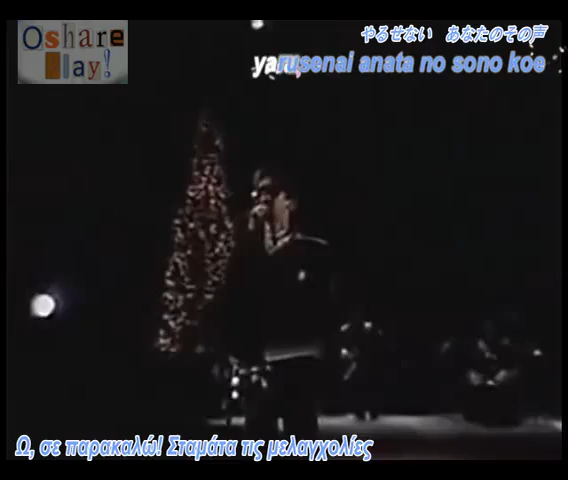 Oshare
Play!
やるせない あなたのその声
yarusenai anata no sono koe
Ω, σε παρακαλώ! Σταμάτα τις μελαγχολίες